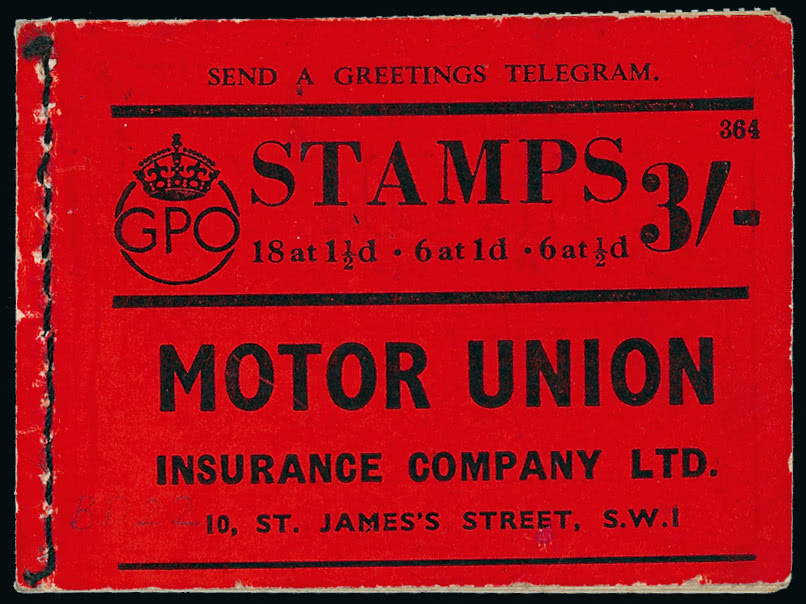 SEND A GREETINGS TELEGRAM.
364
GPO
STAMPS 3/-
18 at 1½d · 6 at 1d · 6 at ½d
MOTOR UNION
INSURANCE COMPANY LTD.
10, ST. JAMES'S STREET, S.W.1